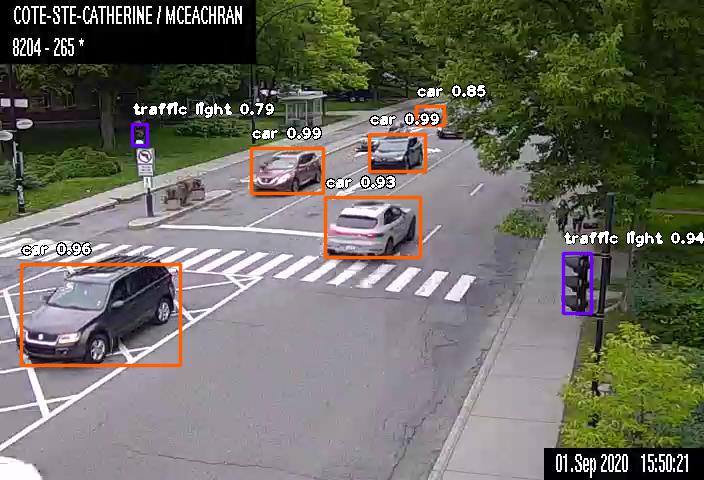 COTE-STE-CATHERINE / MCEACHRAN
8204 - 265 *
car 0.85
traffic light 0.79
car 0.99
car 0.99
car 0.93
traffic light 0.94
car 0.96
01.Sep 2020 15:50:21